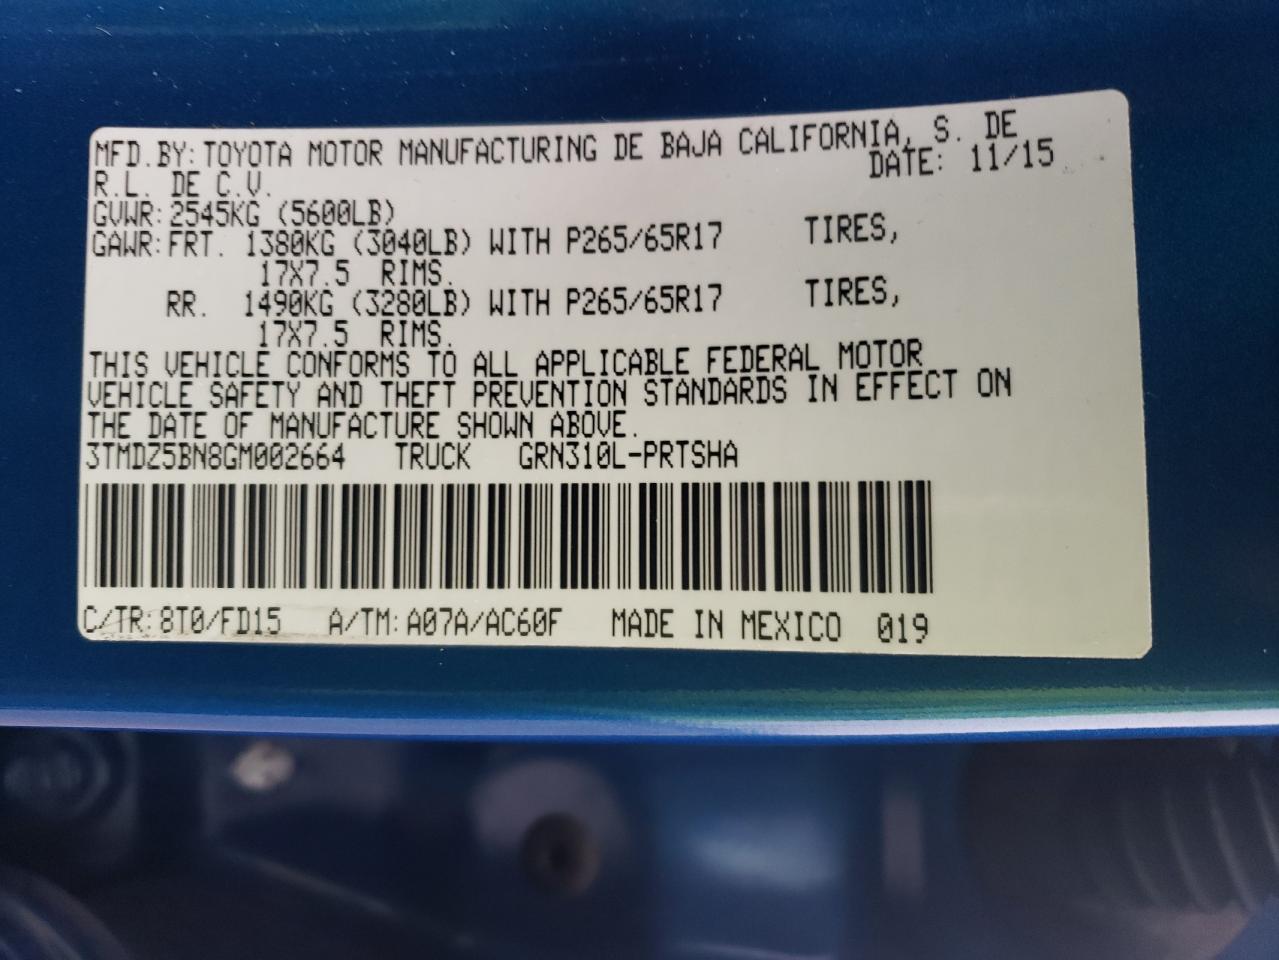 MFD.BY:TOYOTA MOTOR MANUFACTURING DE BAJA CALIFORNIA, S. DE
R.L. DE C.V. DATE: 11/15
GVWR:2545KG (5600LB)
GAWR:FRT. 1380KG (3040LB) WITH P265/65R17 TIRES,
17X7.5 RIMS.
RR. 1490KG (3280LB) WITH P265/65R17 TIRES,
17X7.5 RIMS.
THIS VEHICLE CONFORMS TO ALL APPLICABLE FEDERAL MOTOR
VEHICLE SAFETY AND THEFT PREVENTION STANDARDS IN EFFECT ON
THE DATE OF MANUFACTURE SHOWN ABOVE.
3TMDZ5BN8GM002664 TRUCK GRN310L-PRTSHA
C/TR:8T0/FD15 A/TM:A07A/AC60F MADE IN MEXICO 019